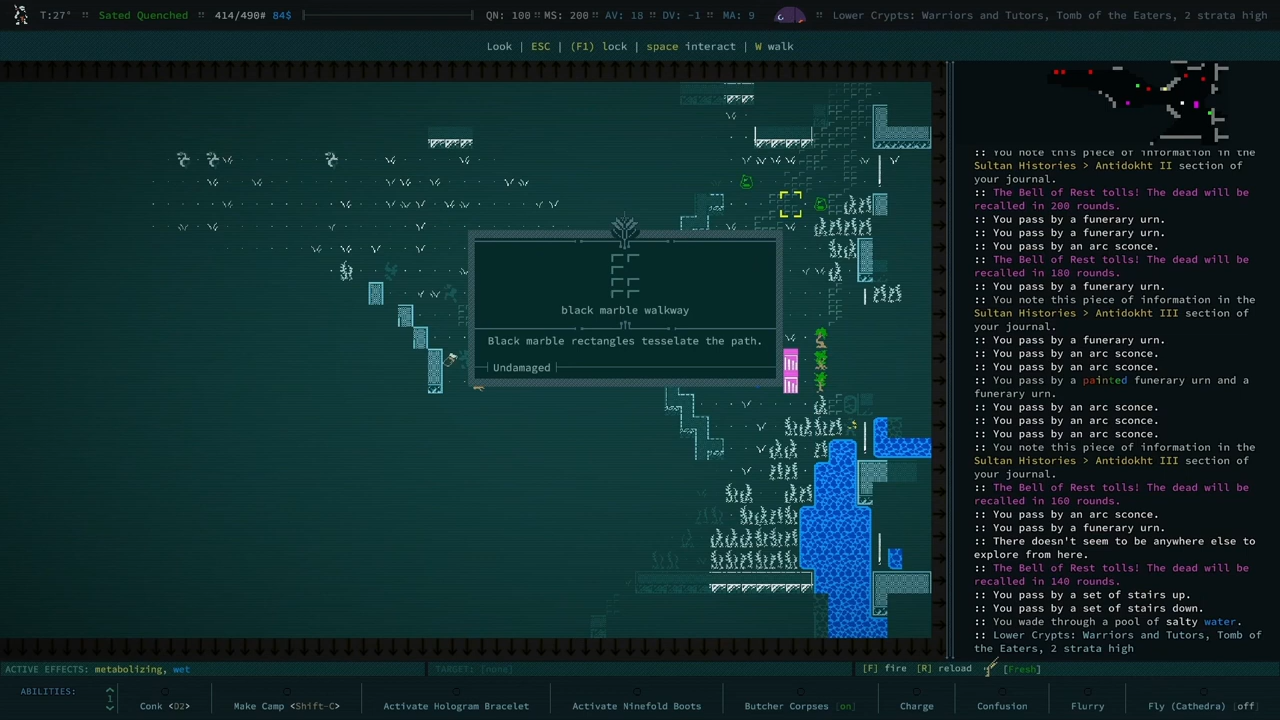 T:27° :: Sated Quenched :: 414/490# 84$ QN: 100 :: MS: 200 :: AV: 18 :: DV: -1 :: MA: 9 :: Lower Crypts: Warriors and Tutors, Tomb of the Eaters, 2 strata high
Look | ESC | (F1) lock | space interact | W walk
black marble walkway
Black marble rectangles tesselate the path.
Undamaged
:: You note this piece of information in the
Sultan Histories > Antidokht II section of
your journal.
:: The Bell of Rest tolls! The dead will be
recalled in 200 rounds.
:: You pass by a funerary urn.
:: You pass by a funerary urn.
:: You pass by an arc sconce.
:: The Bell of Rest tolls! The dead will be
recalled in 180 rounds.
:: You pass by a funerary urn.
:: You note this piece of information in the
Sultan Histories > Antidokht III section of
your journal.
:: You pass by a funerary urn.
:: You pass by an arc sconce.
:: You pass by an arc sconce.
:: You pass by a painted funerary urn and a
funerary urn.
:: You pass by an arc sconce.
:: You pass by an arc sconce.
:: You pass by an arc sconce.
:: You note this piece of information in the
Sultan Histories > Antidokht III section of
your journal.
:: The Bell of Rest tolls! The dead will be
recalled in 160 rounds.
:: You pass by an arc sconce.
:: You pass by a funerary urn.
:: There doesn't seem to be anywhere else to
explore from here.
:: The Bell of Rest tolls! The dead will be
recalled in 140 rounds.
:: You pass by a set of stairs up.
:: You pass by a set of stairs down.
:: You wade through a pool of salty water.
:: Lower Crypts: Warriors and Tutors, Tomb of
the Eaters, 2 strata high
ACTIVE EFFECTS: metabolizing, wet
TARGET: [none]
[F] fire [R] reload [Fresh]
ABILITIES: 1 Conk <D2> Make Camp <Shift-C> Activate Hologram Bracelet Activate Ninefold Boots Butcher Corpses [on] Charge Confusion Flurry Fly (Cathedra) [off]